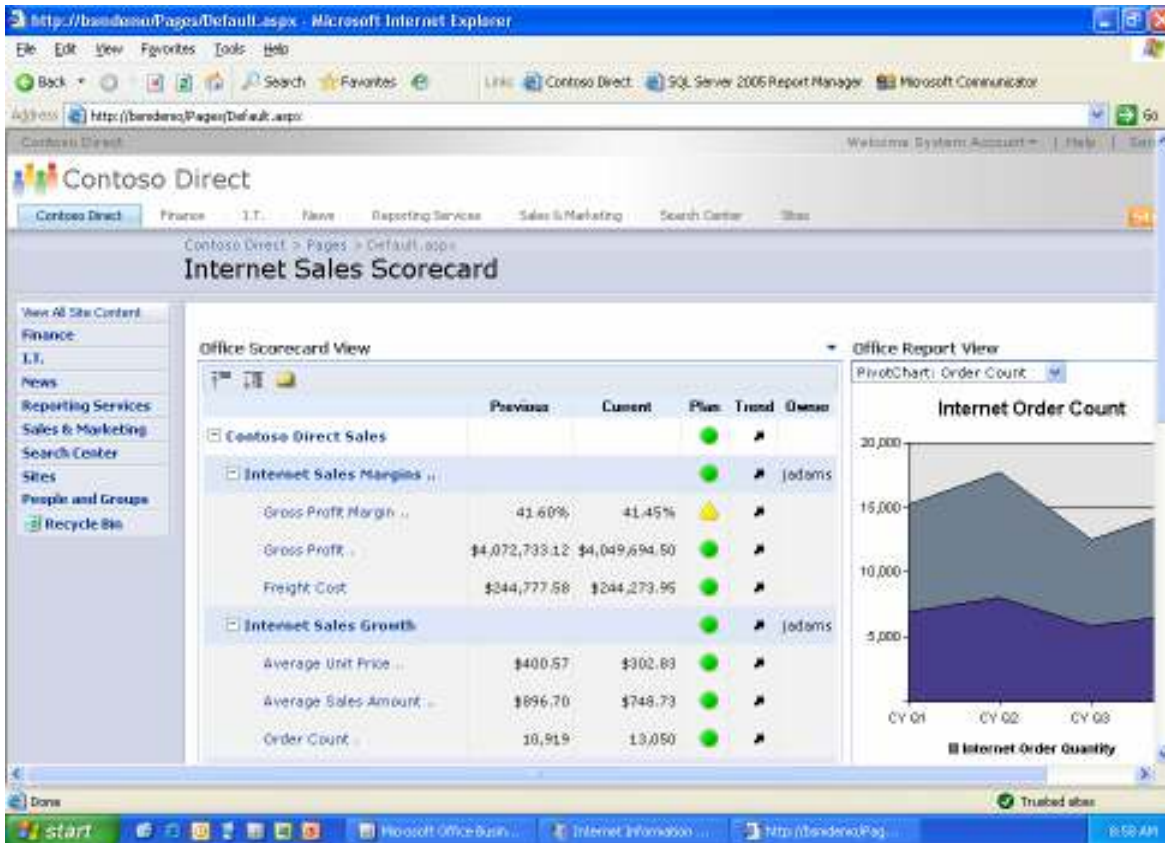 http://bsmdemo/Pages/Default.aspx - Microsoft Internet Explorer
File Edit View Favorites Tools Help
Back Search Favorites Links Contoso Direct SQL Server 2005 Report Manager Microsoft Communicator
Address http://bsmdemo/Pages/Default.aspx Go
Contoso Direct Welcome System Account | Help |
Contoso Direct
Contoso Direct Finance I.T. News Reporting Services Sales & Marketing Search Center Sites
Contoso Direct > Pages > Default.aspx
Internet Sales Scorecard
View All Site Content
Finance
I.T.
News
Reporting Services
Sales & Marketing
Search Center
Sites
People and Groups
Recycle Bin
Office Scorecard View
Previous Current Plan Trend Owner
Contoso Direct Sales
Internet Sales Margins .. jadams
Gross Profit Margin .. 41.60% 41.45%
Gross Profit .. $4,072,733.12 $4,049,694.50
Freight Cost $244,777.58 $244,273.95
Internet Sales Growth jadams
Average Unit Price .. $400.57 $302.83
Average Sales Amount .. $896.70 $748.73
Order Count .. 10,919 13,050
Office Report View
PivotChart: Order Count
Internet Order Count
20,000
15,000
10,000
5,000
CY Q1 CY Q2 CY Q3
Internet Order Quantity
Done Trusted sites
start Microsoft Office Busin... Internet Information ... http://bsmdemo/Pag... 8:58 AM